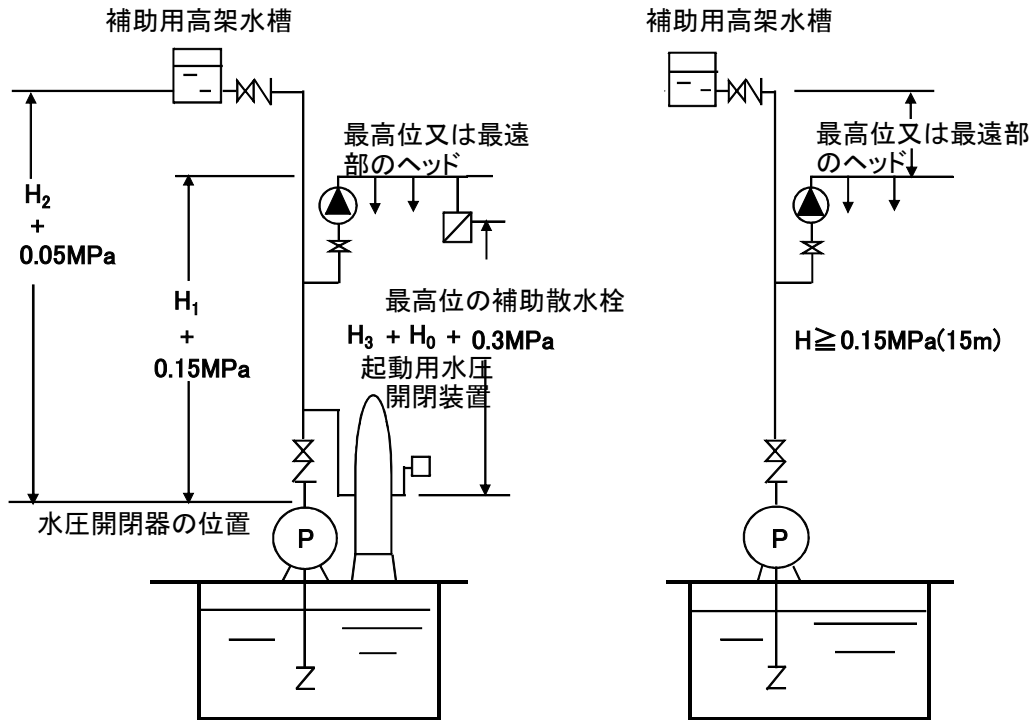 補助用高架水槽
H₂
+
0.05MPa
H₁
+
0.15MPa
最高位又は最遠
部のヘッド
最高位の補助散水栓
H₃ + H₀ + 0.3MPa
起動用水圧
開閉装置
水圧開閉器の位置
P
補助用高架水槽
最高位又は最遠部
のヘッド
H≧0.15MPa(15m)
P